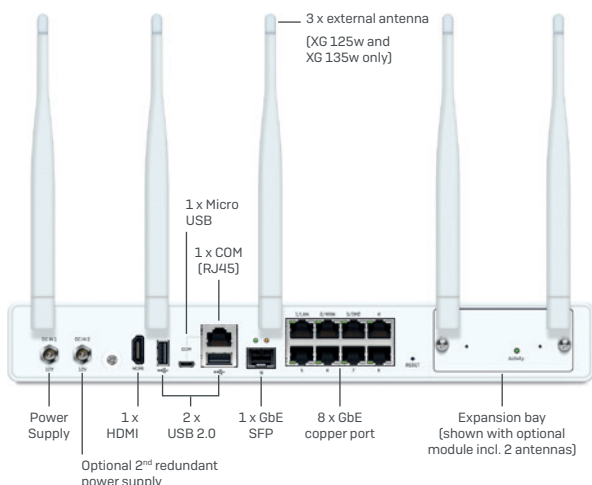 3 x external antenna
(XG 125w and
XG 135w only)
1 x Micro
USB
1 x COM
(RJ45)
DC IN 1
DC IN 2
12V
12V
HDMI
COM
1/LAN
2/WAN
3/DMZ
4
5
6
7
8
RESET
Activity
Power
Supply
1 x
HDMI
2 x
USB 2.0
1 x GbE
SFP
8 x GbE
copper port
Expansion bay
(shown with optional
module incl. 2 antennas)
Optional 2nd redundant
power supply